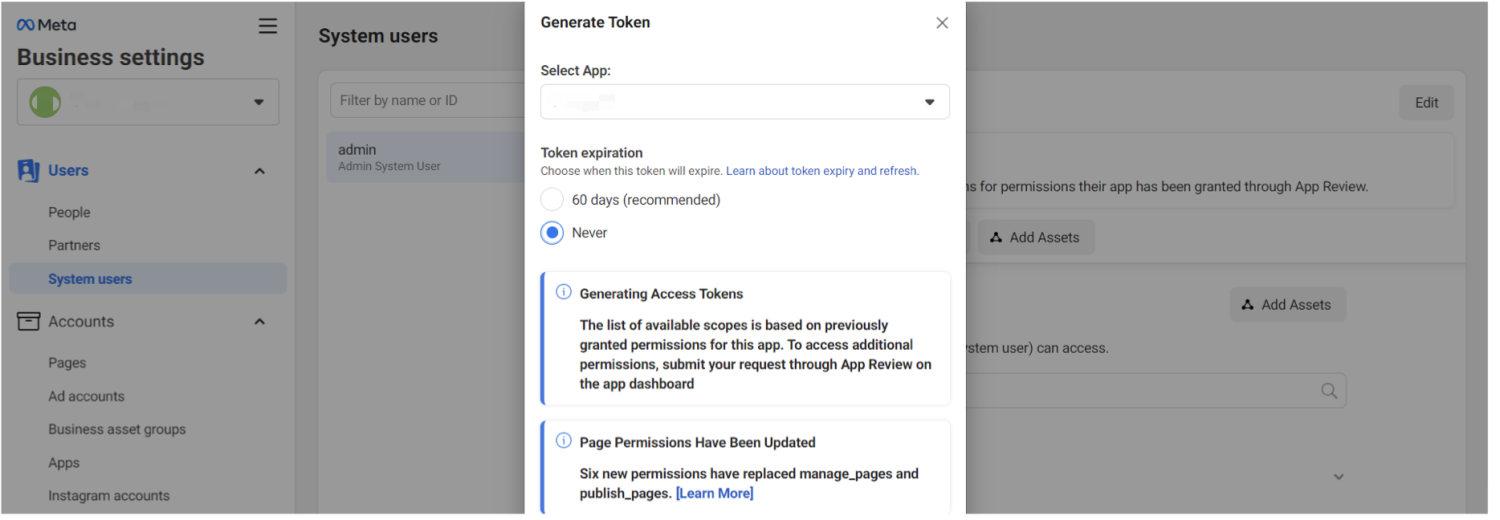 Meta
Business settings
Users
People
Partners
System users
Accounts
Pages
Ad accounts
Business asset groups
Apps
Instagram accounts
System users
Filter by name or ID
admin
Admin System User
Generate Token
Select App:
Token expiration
Choose when this token will expire. Learn about token expiry and refresh.
60 days (recommended)
Never
Generating Access Tokens
The list of available scopes is based on previously
granted permissions for this app. To access additional
permissions, submit your request through App Review on
the app dashboard
Page Permissions Have Been Updated
Six new permissions have replaced manage_pages and
publish_pages. [Learn More]
Edit
for permissions their app has been granted through App Review.
Add Assets
Add Assets
user) can access.